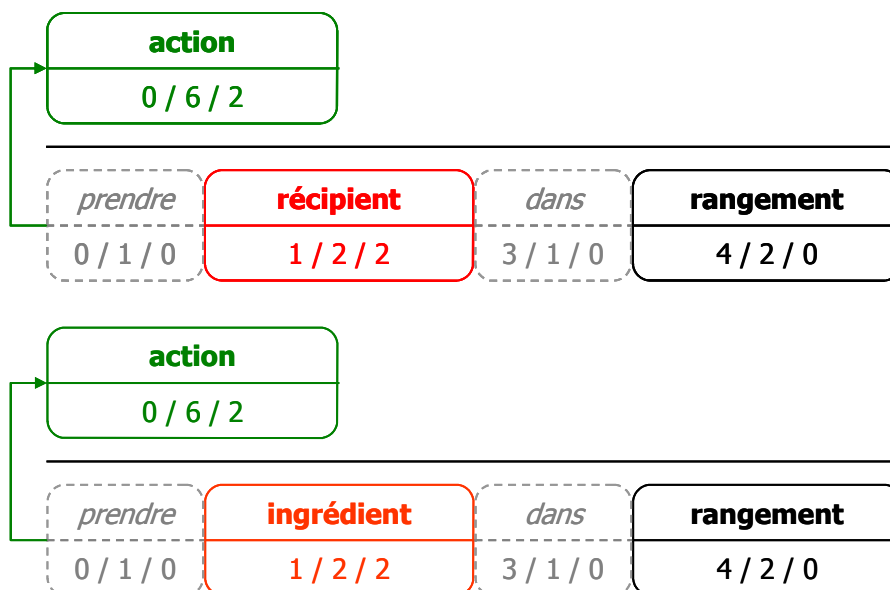 action
0 / 6 / 2
prendre récipient dans rangement
0 / 1 / 0 1 / 2 / 2 3 / 1 / 0 4 / 2 / 0
action
0 / 6 / 2
prendre ingrédient dans rangement
0 / 1 / 0 1 / 2 / 2 3 / 1 / 0 4 / 2 / 0